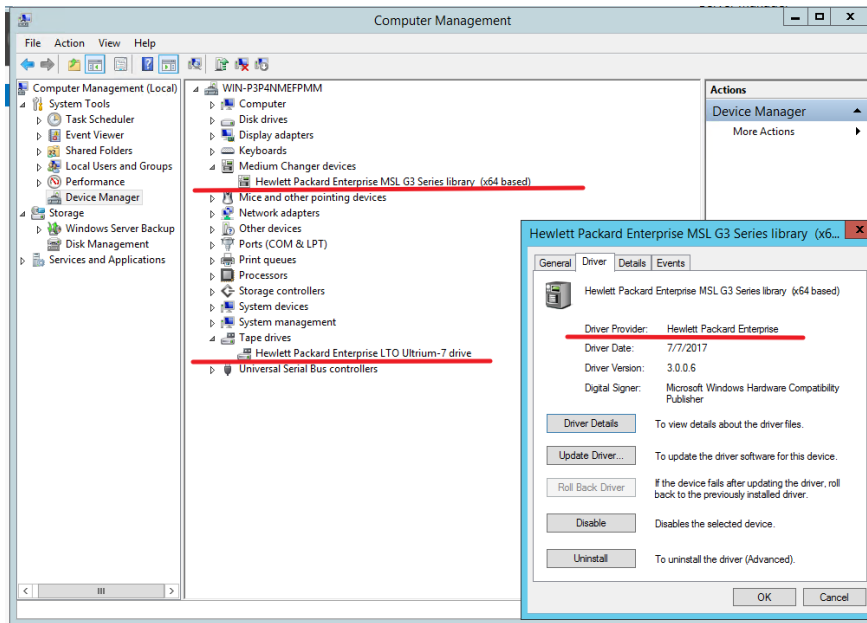 Computer Management
File Action View Help
Computer Management (Local)
System Tools
Task Scheduler
Event Viewer
Shared Folders
Local Users and Groups
Performance
Device Manager
Storage
Windows Server Backup
Disk Management
Services and Applications
WIN-P3P4NMEFPMM
Computer
Disk drives
Display adapters
Keyboards
Medium Changer devices
Hewlett Packard Enterprise MSL G3 Series library (x64 based)
Mice and other pointing devices
Network adapters
Other devices
Ports (COM & LPT)
Print queues
Processors
Storage controllers
System devices
System management
Tape drives
Hewlett Packard Enterprise LTO Ultrium-7 drive
Universal Serial Bus controllers
Actions
Device Manager
More Actions
Hewlett Packard Enterprise MSL G3 Series library (x6...
General Driver Details Events
Hewlett Packard Enterprise MSL G3 Series library (x64 based)
Driver Provider: Hewlett Packard Enterprise
Driver Date: 7/7/2017
Driver Version: 3.0.0.6
Digital Signer: Microsoft Windows Hardware Compatibility
Publisher
Driver Details To view details about the driver files.
Update Driver... To update the driver software for this device.
Roll Back Driver If the device fails after updating the driver, roll
back to the previously installed driver.
Disable Disables the selected device.
Uninstall To uninstall the driver (Advanced).
OK Cancel